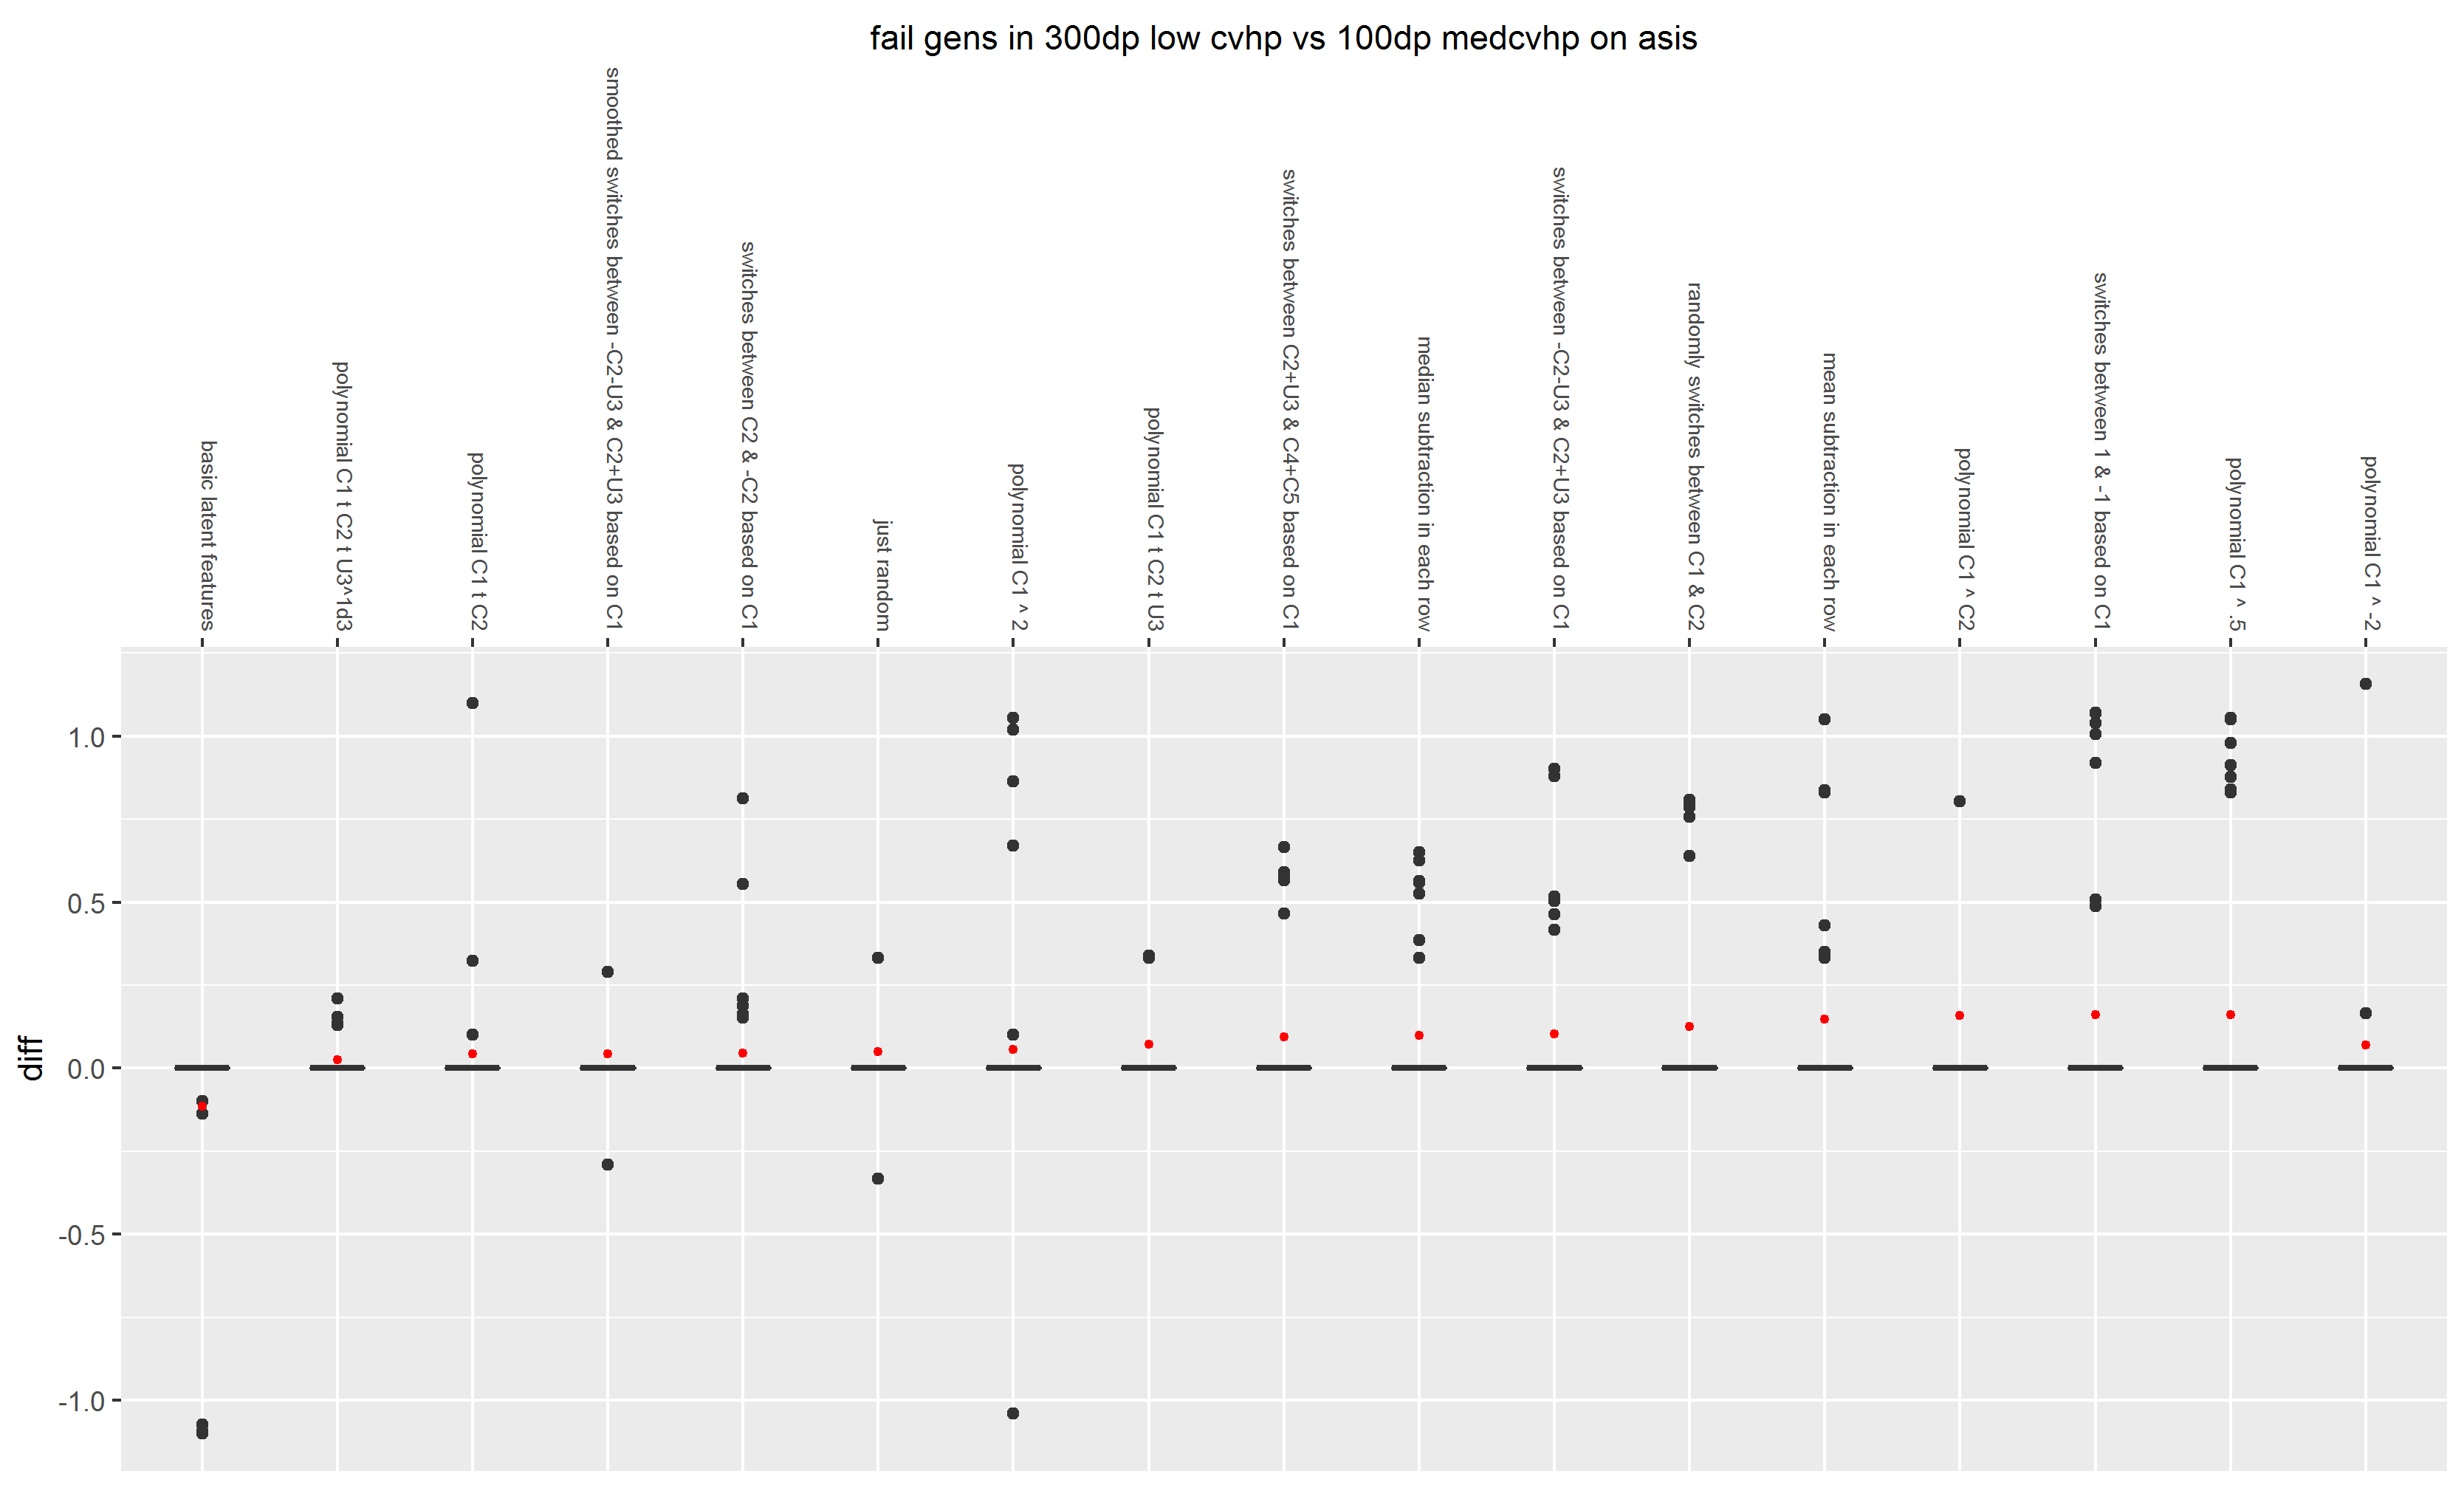 fail gens in 300dp low cvhp vs 100dp medcvhp on asis
basic latent features
polynomial C1 t C2 t U3^1d3
polynomial C1 t C2
smoothed switches between -C2-U3 & C2+U3 based on C1
switches between C2 & -C2 based on C1
just random
polynomial C1 ^ 2
polynomial C1 t C2 t U3
switches between C2+U3 & C4+C5 based on C1
median subtraction in each row
switches between -C2-U3 & C2+U3 based on C1
randomly switches between C1 & C2
mean subtraction in each row
polynomial C1 ^ C2
switches between 1 & -1 based on C1
polynomial C1 ^ .5
polynomial C1 ^ -2
diff
1.0
0.5
0.0
-0.5
-1.0